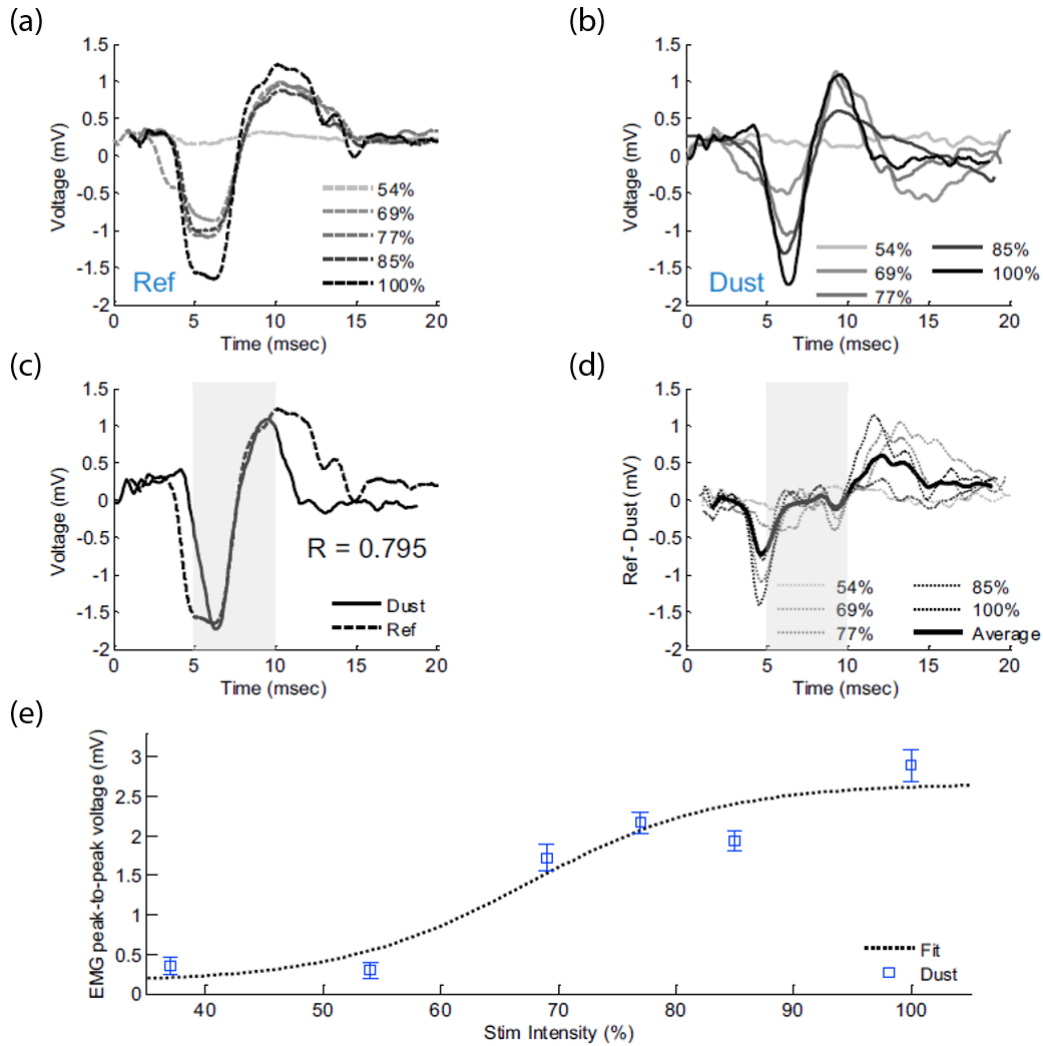 (a)
1.5
1
0.5
0
-0.5
-1
-1.5
-2
Voltage (mV)
54%
69%
77%
85%
100%
Ref
0 5 10 15 20
Time (msec)
(b)
1.5
1
0.5
0
-0.5
-1
-1.5
-2
Voltage (mV)
54% 85%
69% 100%
77%
Dust
0 5 10 15 20
Time (msec)
(c)
1.5
1
0.5
0
-0.5
-1
-1.5
-2
Voltage (mV)
R = 0.795
Dust
Ref
0 5 10 15 20
Time (msec)
(d)
1.5
1
0.5
0
-0.5
-1
-1.5
-2
Ref - Dust (mV)
54% 85%
69% 100%
77% Average
0 5 10 15 20
Time (msec)
(e)
3
2.5
2
1.5
1
0.5
0
EMG peak-to-peak voltage (mV)
Fit
Dust
40 50 60 70 80 90 100
Stim Intensity (%)